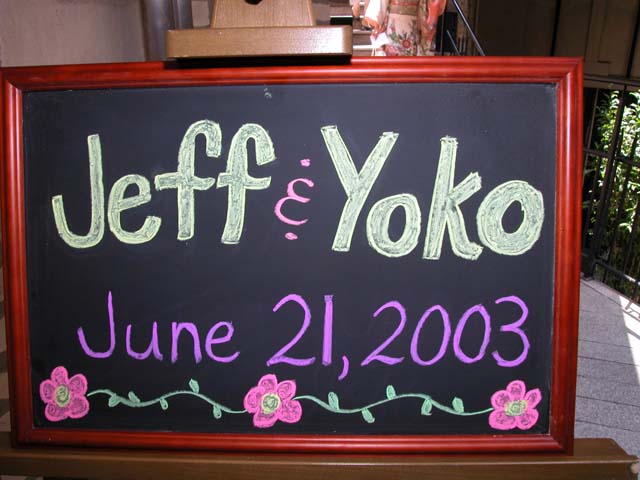 Jeff & Yoko
June 21, 2003